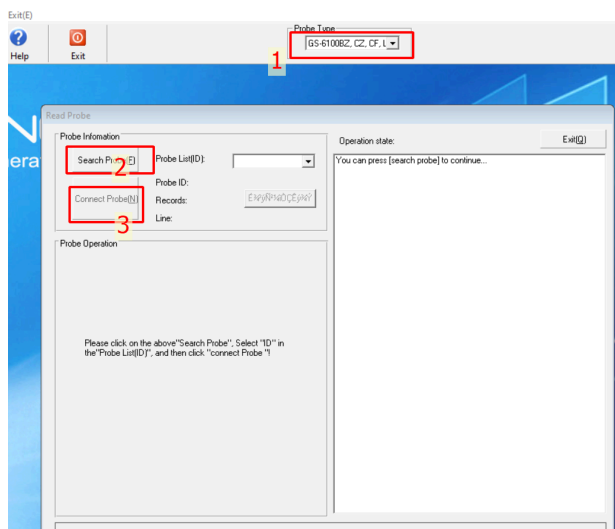 Exit(E)
Help
Exit
Probe Type
GS-6100BZ, CZ, CF, L
1
Read Probe
Probe Infomation
Search Probe(F)
2
Probe List(ID):
Connect Probe(N)
3
Probe ID:
Records:
Line:
Operation state:
Exit(Q)
You can press [search probe] to continue...
Probe Operation
Please click on the above"Search Probe", Select "ID" in
the"Probe List(ID)", and then click "connect Probe "!